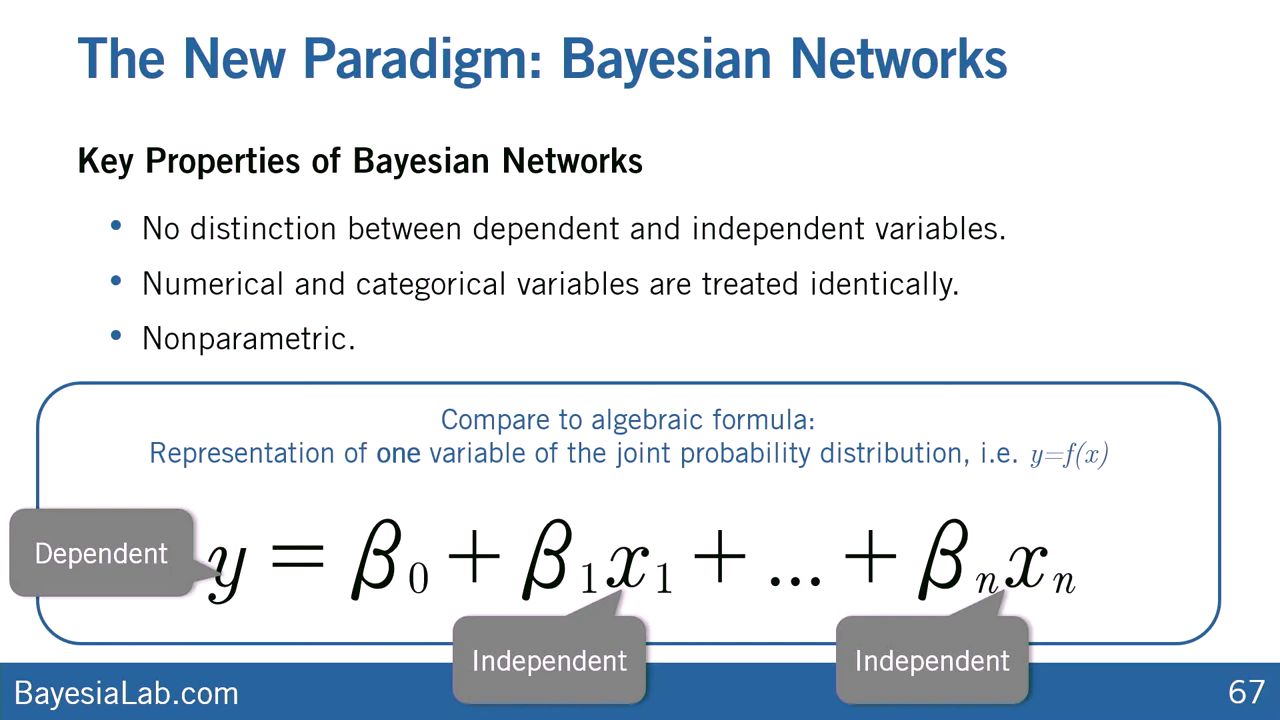 The New Paradigm: Bayesian Networks
Key Properties of Bayesian Networks
• No distinction between dependent and independent variables.
• Numerical and categorical variables are treated identically.
• Nonparametric.
Compare to algebraic formula:
Representation of one variable of the joint probability distribution, i.e. y=f(x)
Dependent
y = β₀ + β₁x₁ + ... + βₙxₙ
Independent
Independent
BayesiaLab.com
67